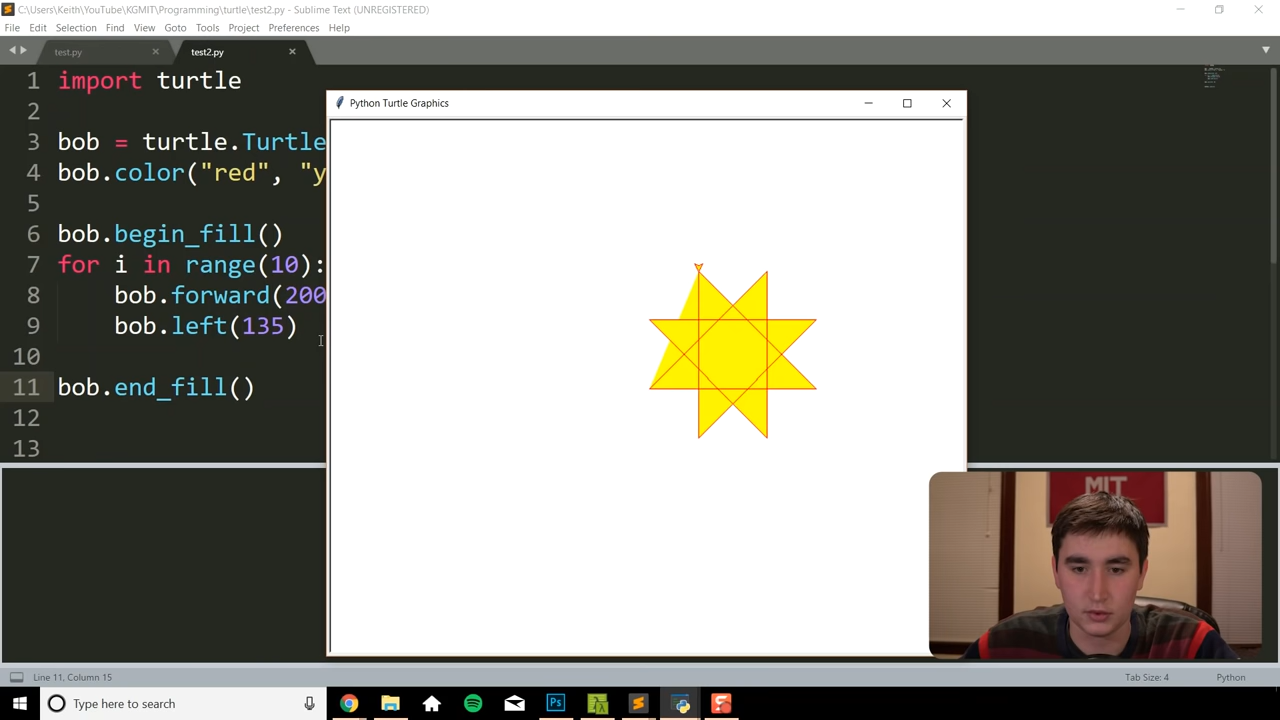 C:\Users\Keith\YouTube\KGMIT\Programming\turtle\test2.py - Sublime Text (UNREGISTERED)
File Edit Selection Find View Goto Tools Project Preferences Help
test.py test2.py
1 import turtle
2
3 bob = turtle.Turtle
4 bob.color("red", "y
5
6 bob.begin_fill()
7 for i in range(10):
8 bob.forward(200
9 bob.left(135)
10
11 bob.end_fill()
12
13
Python Turtle Graphics
MIT
Line 11, Column 15
Tab Size: 4
Python
Type here to search
Ps